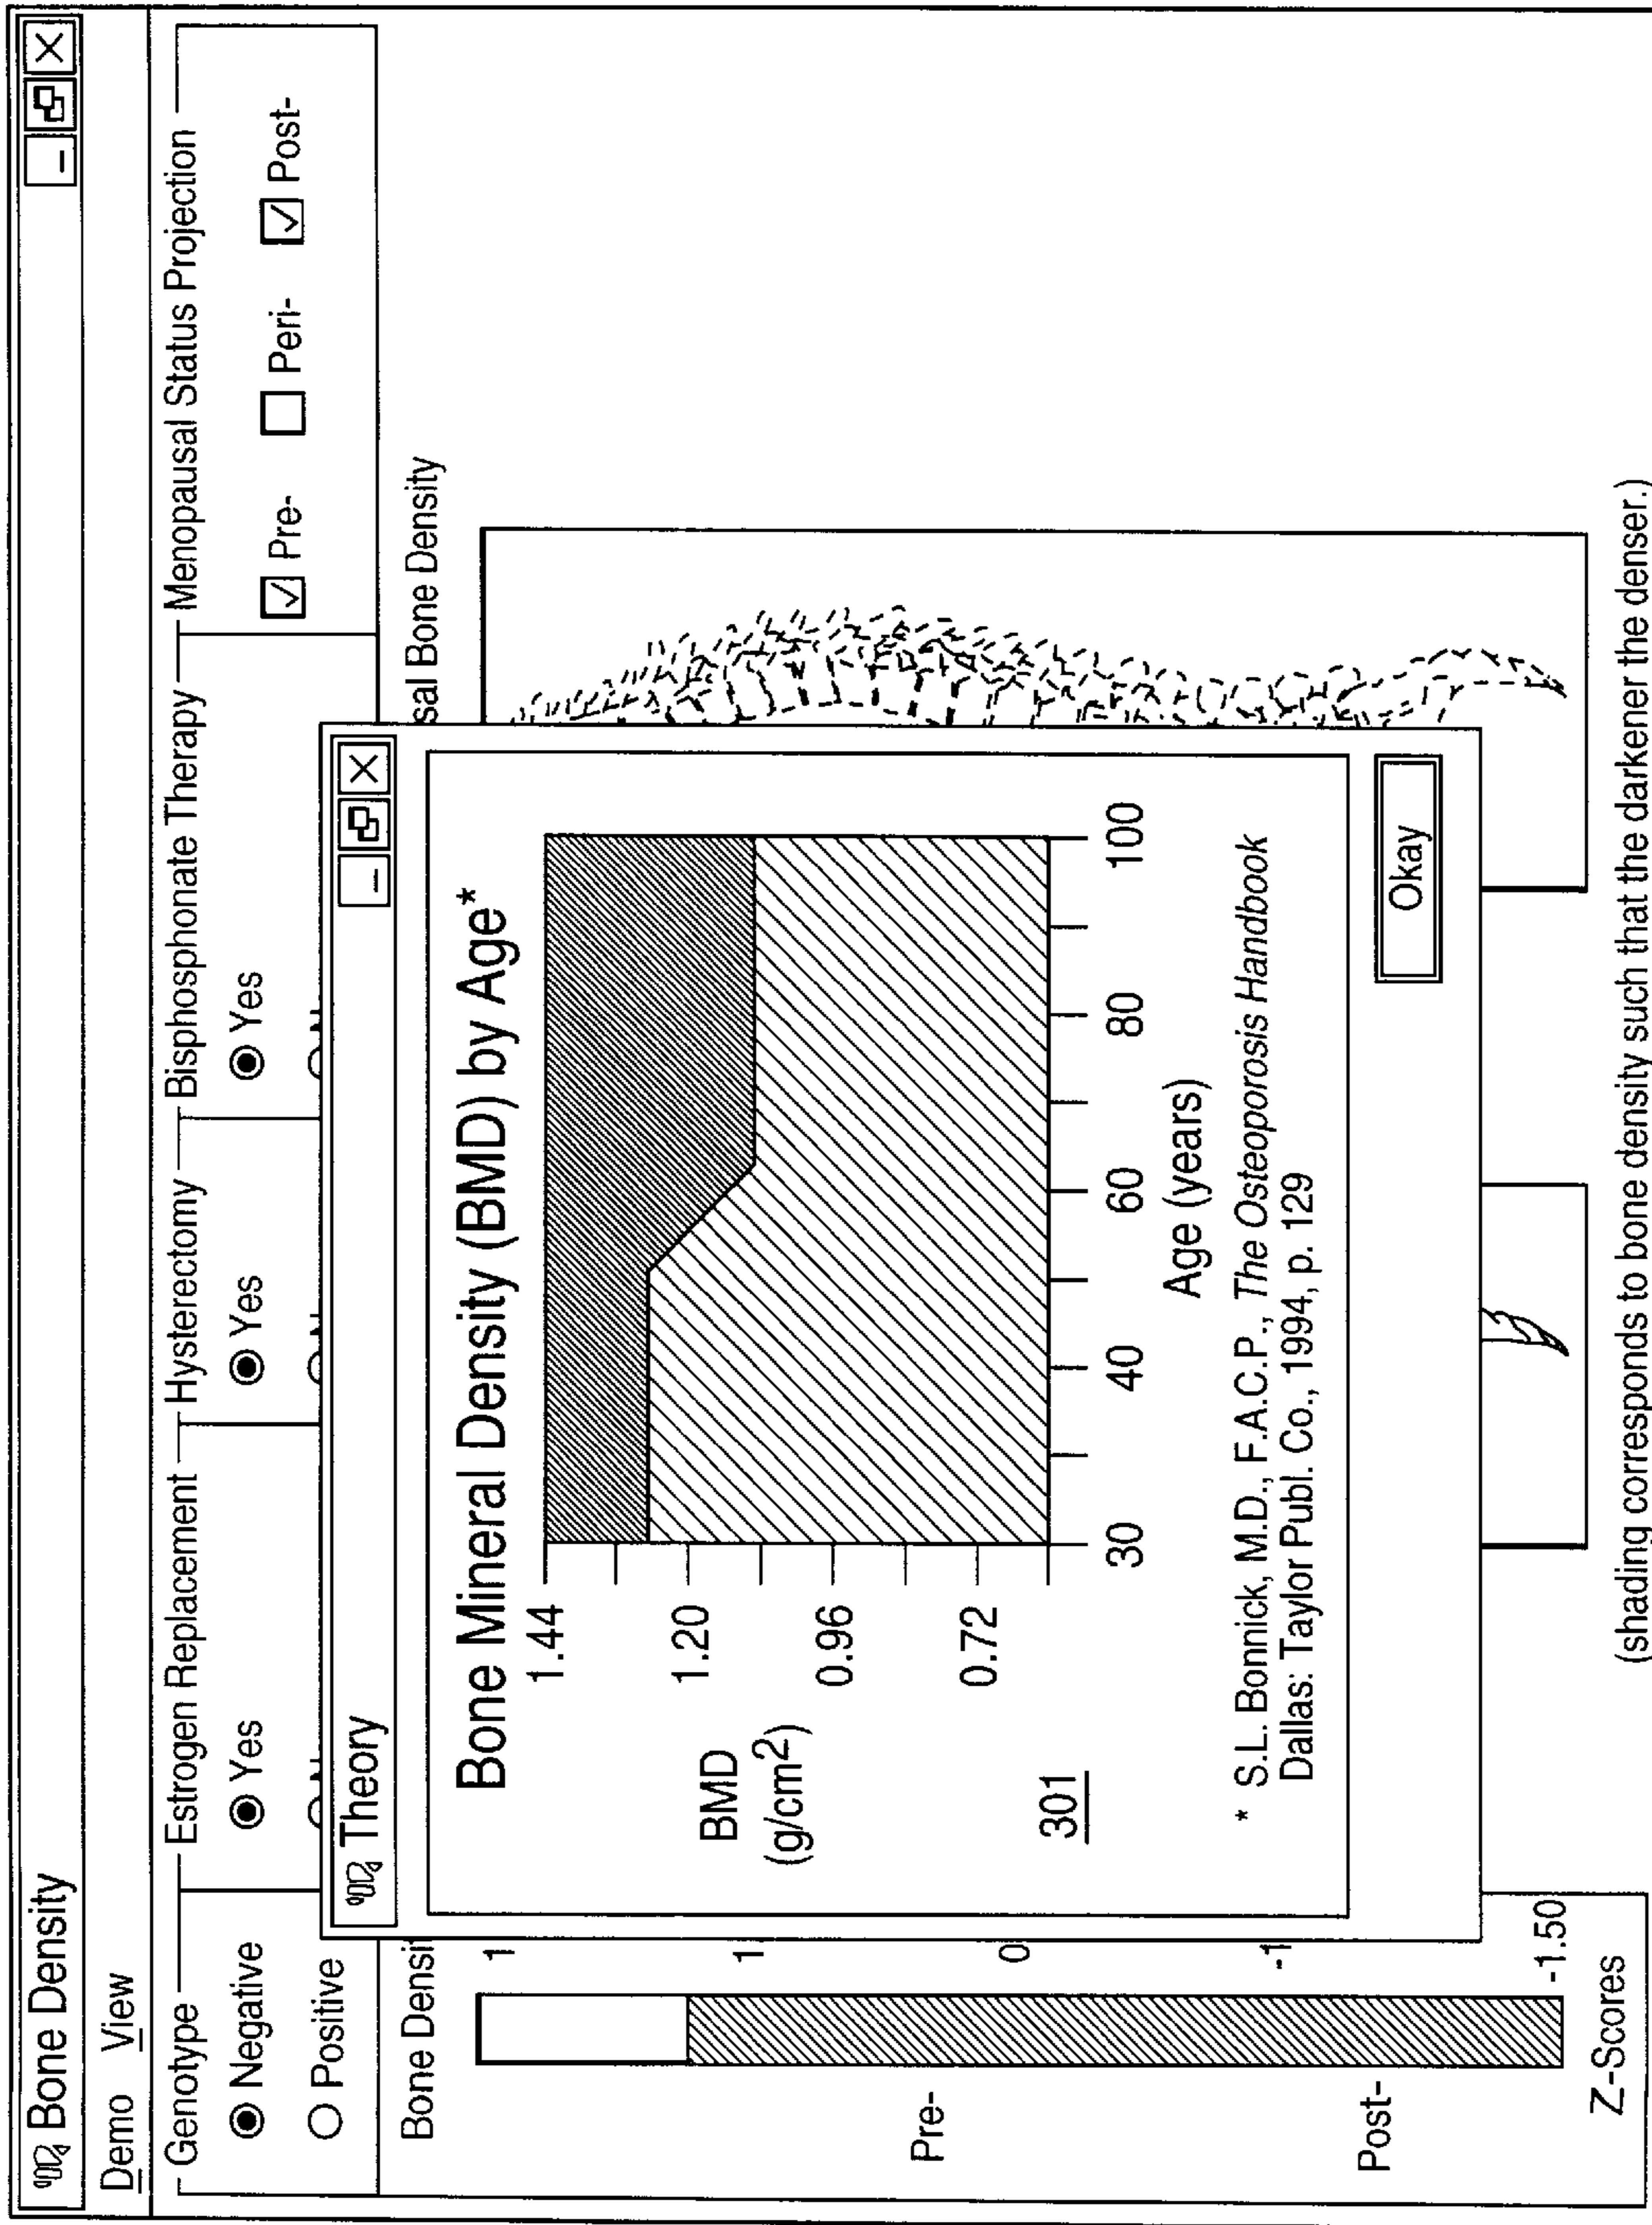 Bone Density
Demo View
Genotype
Negative
Positive
Estrogen Replacement
Yes
Hysterectomy
Yes
Bisphosphonate Therapy
Yes
Menopausal Status Projection
Pre- Peri- Post-
Bone Densi
sal Bone Density
1
1
0
-1
-1.50
Pre-
Post-
Z-Scores
Theory
Bone Mineral Density (BMD) by Age*
1.44
1.20
0.96
0.72
BMD
(g/cm2)
30 40 60 80 100
Age (years)
301
* S.L. Bonnick, M.D., F.A.C.P., The Osteoporosis Handbook
Dallas: Taylor Publ. Co., 1994, p. 129
Okay
(shading corresponds to bone density such that the darkener the denser.)